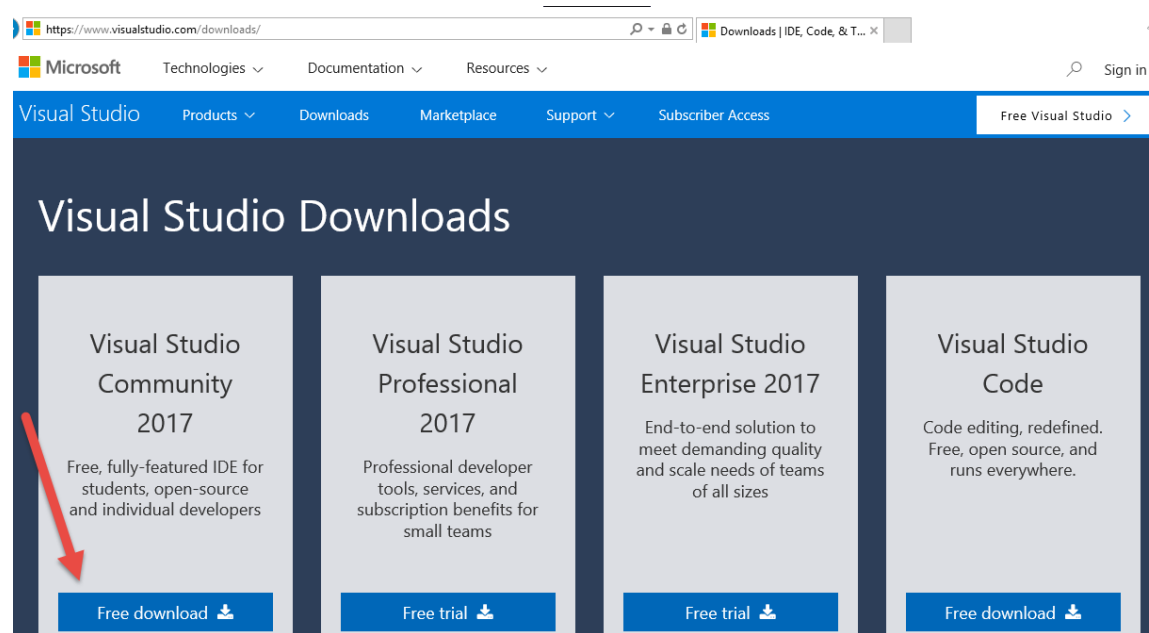 https://www.visualstudio.com/downloads/
Downloads | IDE, Code, & T...
Microsoft
Technologies
Documentation
Resources
Sign in
Visual Studio
Products
Downloads
Marketplace
Support
Subscriber Access
Free Visual Studio
Visual Studio Downloads
Visual Studio
Community
2017
Free, fully-featured IDE for
students, open-source
and individual developers
Free download
Visual Studio
Professional
2017
Professional developer
tools, services, and
subscription benefits for
small teams
Free trial
Visual Studio
Enterprise 2017
End-to-end solution to
meet demanding quality
and scale needs of teams
of all sizes
Free trial
Visual Studio
Code
Code editing, redefined.
Free, open source, and
runs everywhere.
Free download